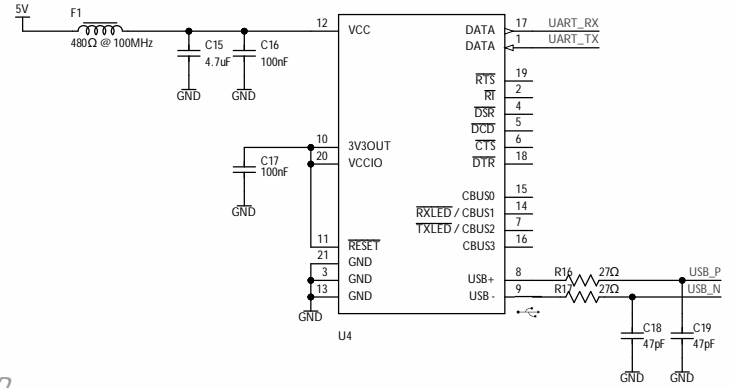 5V
F1
480Ω @ 100MHz
C15
4.7uF
C16
100nF
GND
GND
12
VCC
DATA
17
UART_RX
DATA
1
UART_TX
RTS
19
RI
2
DSR
4
DCD
5
CTS
6
DTR
18
10
3V3OUT
20
VCCIO
C17
100nF
GND
CBUS0
15
RXLED / CBUS1
14
TXLED / CBUS2
7
CBUS3
16
11
RESET
21
GND
3
GND
13
GND
GND
USB+
8
R16
27Ω
USB_P
USB -
9
R17
27Ω
USB_N
U4
C18
47pF
C19
47pF
GND
GND